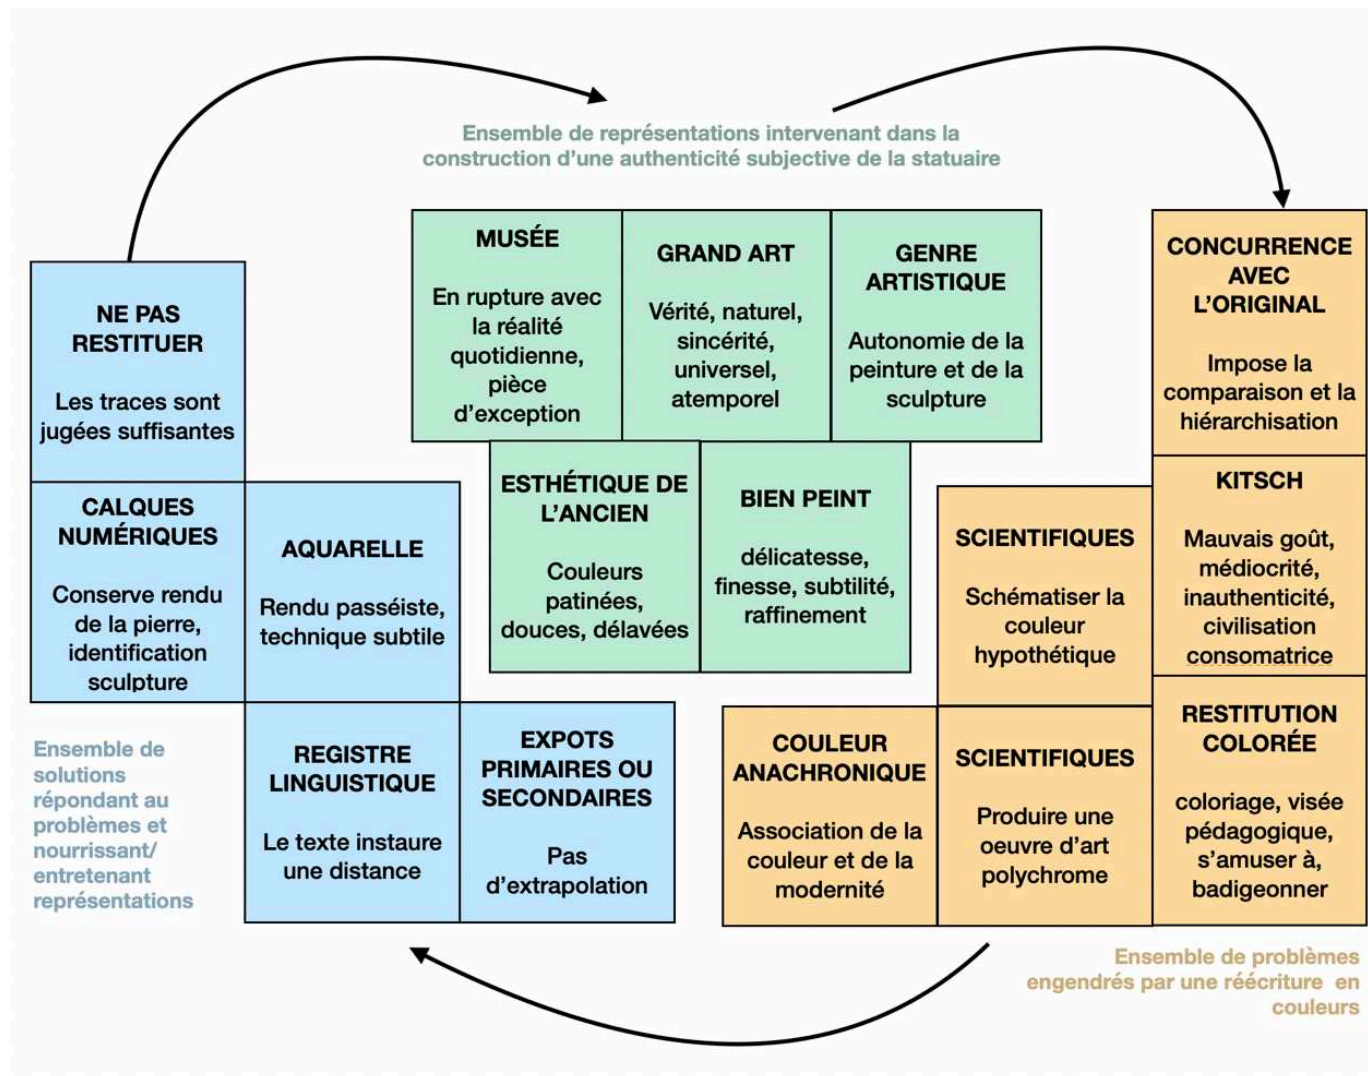 Ensemble de représentations intervenant dans la
construction d'une authenticité subjective de la statuaire
MUSÉE
En rupture avec
la réalité
quotidienne,
pièce
d'exception
GRAND ART
Vérité, naturel,
sincérité,
universel,
atemporel
GENRE
ARTISTIQUE
Autonomie de la
peinture et de la
sculpture
ESTHÉTIQUE DE
L'ANCIEN
Couleurs
patinées,
douces, délavées
BIEN PEINT
délicatesse,
finesse, subtilité,
raffinement
CONCURRENCE
AVEC
L'ORIGINAL
Impose la
comparaison et la
hiérarchisation
KITSCH
Mauvais goût,
médiocrité,
inauthenticité,
civilisation
consomatrice
SCIENTIFIQUES
Schématiser la
couleur
hypothétique
RESTITUTION
COLORÉE
coloriage, visée
pédagogique,
s'amuser à,
badigeonner
SCIENTIFIQUES
Produire une
oeuvre d'art
polychrome
COULEUR
ANACHRONIQUE
Association de la
couleur et de la
modernité
Ensemble de problèmes
engendrés par une réécriture en
couleurs
NE PAS
RESTITUER
Les traces sont
jugées suffisantes
CALQUES
NUMÉRIQUES
Conserve rendu
de la pierre,
identification
sculpture
AQUARELLE
Rendu passéiste,
technique subtile
REGISTRE
LINGUISTIQUE
Le texte instaure
une distance
EXPOTS
PRIMAIRES OU
SECONDAIRES
Pas
d'extrapolation
Ensemble de
solutions
répondant au
problèmes et
nourrissant/
entretenant
représentations